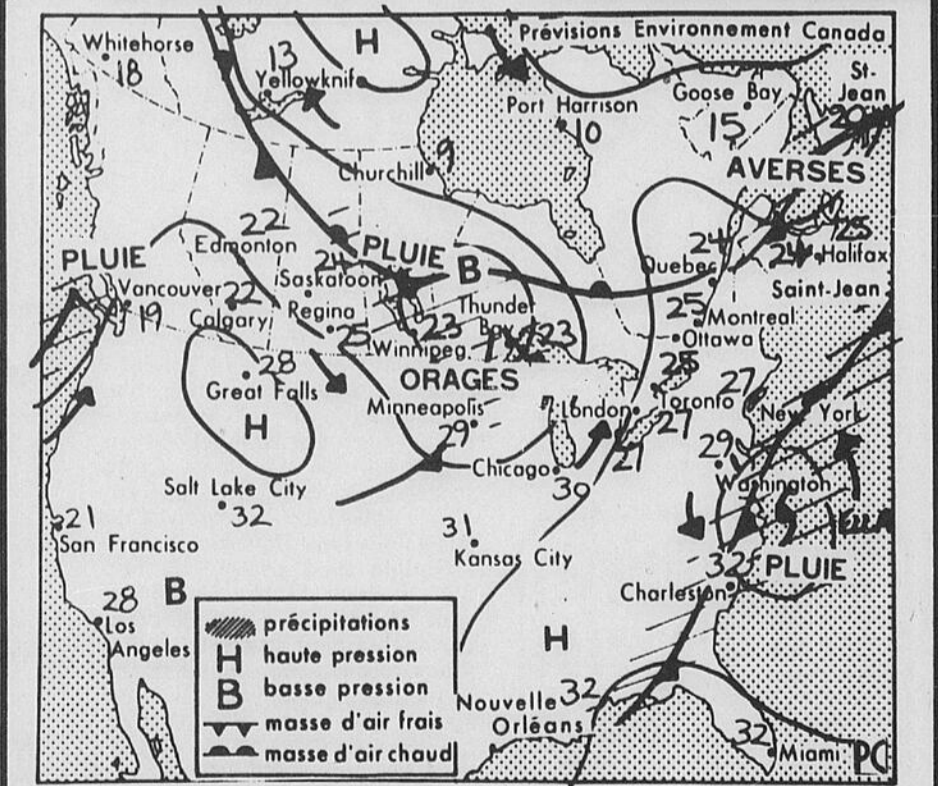 Prévisions Environnement Canada
Whitehorse
18
H
13
Yellowknife
Port Harrison
10
Goose Bay
15
St-
Jean
20
Churchill
9
AVERSES
22
Edmonton
PLUIE
PLUIE
24
Saskatoon
B
24
Quebec
25
24
Halifax
Vancouver
19
22
Calgary
Regina
25
Winnipeg
23
Thunder
Bay
23
Saint-Jean
25
Montreal
Ottawa
25
28
Great Falls
H
ORAGES
Minneapolis
29
London
Toronto
27
27
New York
Chicago
30
29
Washington
Salt Lake City
32
21
San Francisco
31
Kansas City
32
Charleston
PLUIE
28
Los
Angeles
B
H
précipitations
H haute pression
B basse pression
masse d'air frais
masse d'air chaud
Nouvelle
Orléans
32
32
Miami
PC